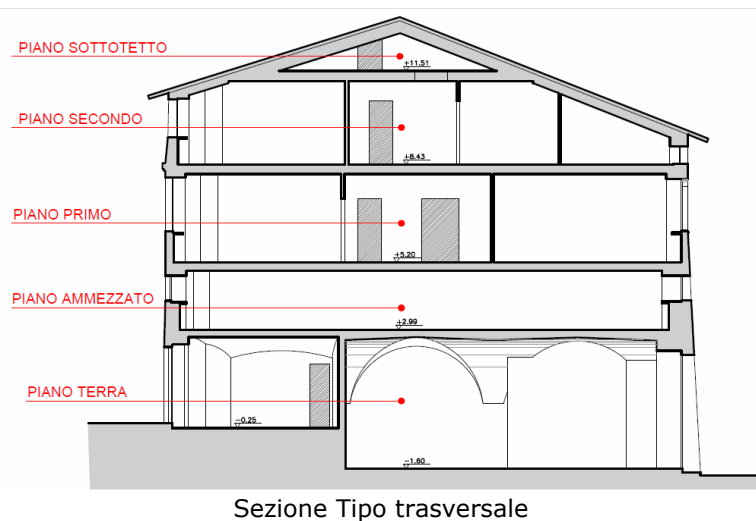 PIANO SOTTOTETTO
+11.51
PIANO SECONDO
+8.43
PIANO PRIMO
+5.20
PIANO AMMEZZATO
+2.99
PIANO TERRA
-0.25
-1.60
Sezione Tipo trasversale